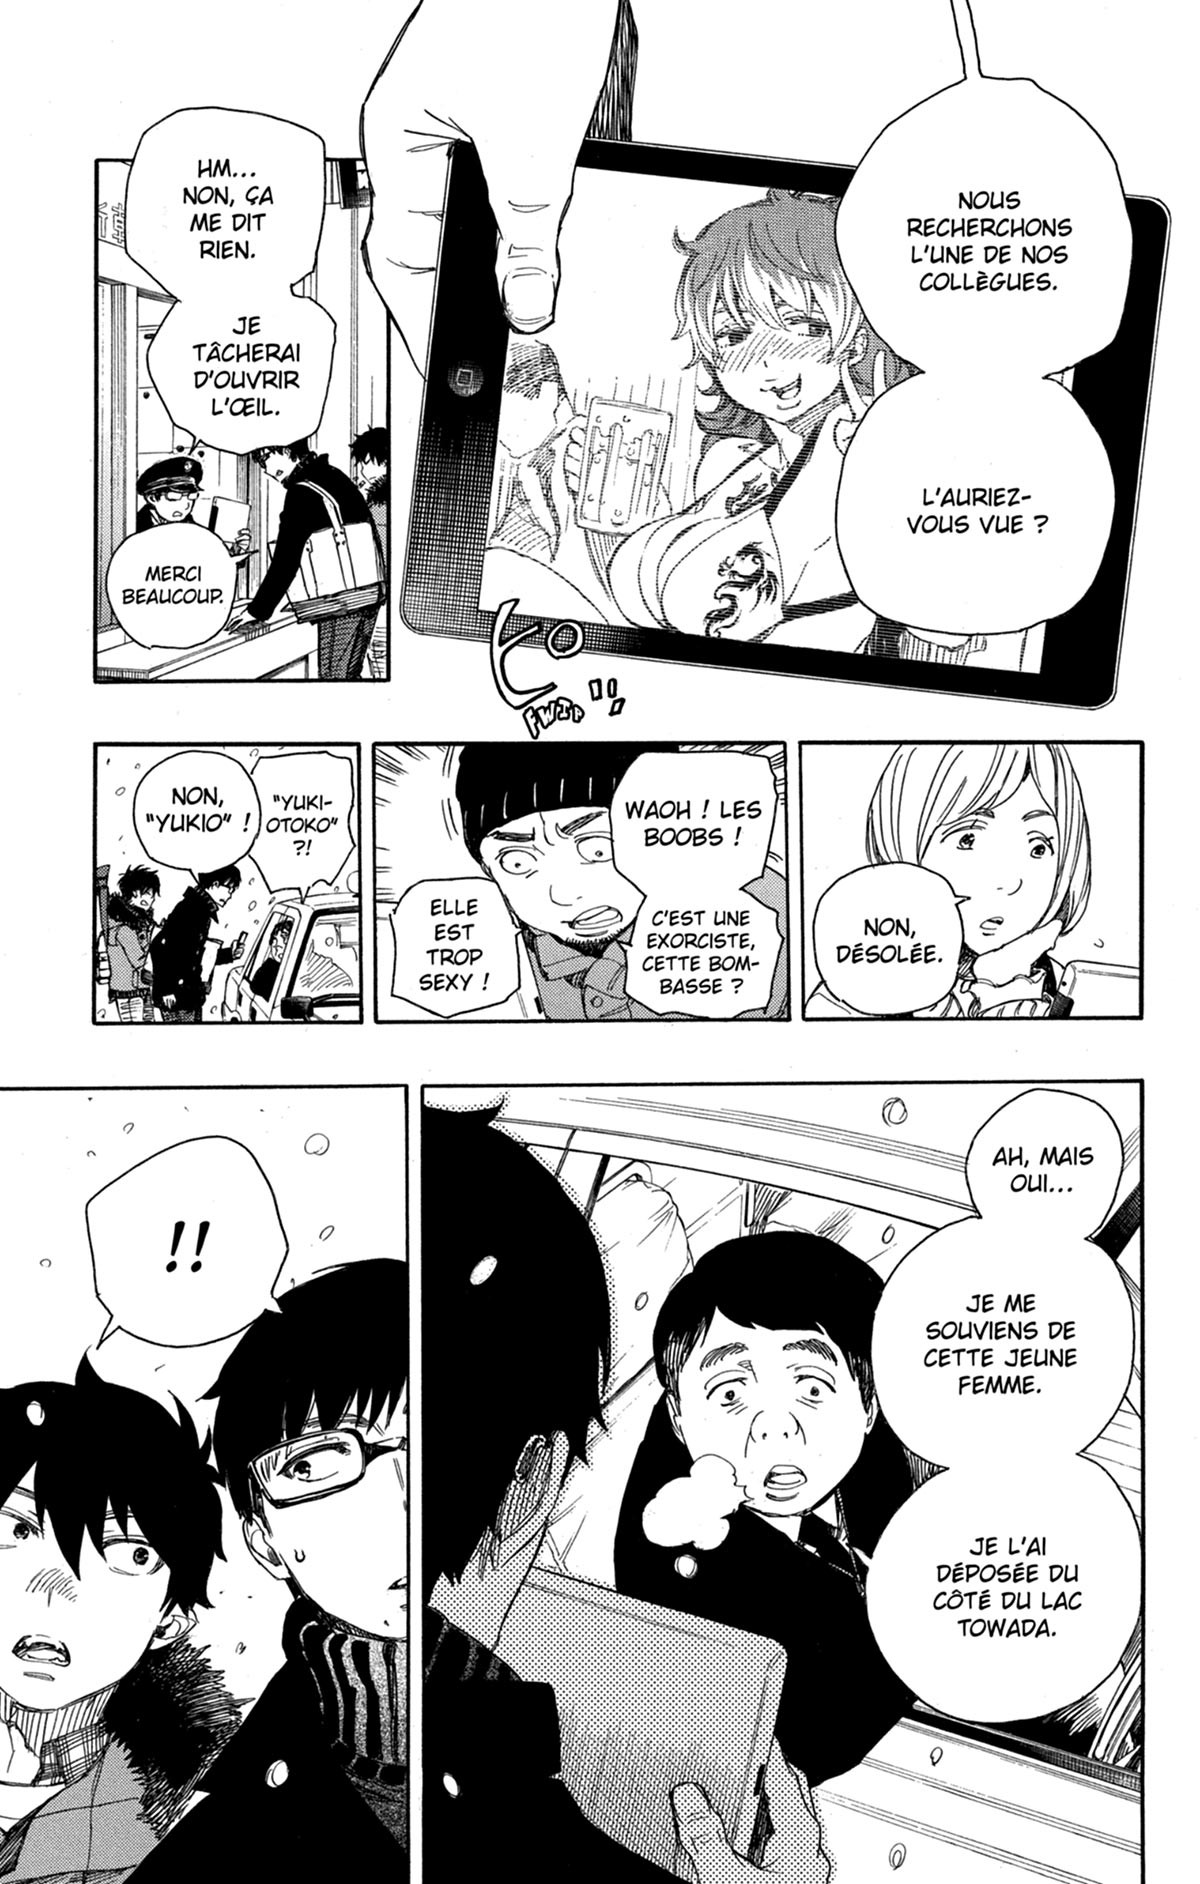 NOUS
RECHERCHONS
L'UNE DE NOS
COLLÈGUES.
L'AURIEZ-
VOUS VUE ?
ピッ
FWIP
HM...
NON, ÇA
ME DIT
RIEN.
JE
TÂCHERAI
D'OUVRIR
L'ŒIL.
MERCI
BEAUCOUP.
NON,
DÉSOLÉE.
WAOH ! LES
BOOBS !
C'EST UNE
EXORCISTE,
CETTE BOM-
BASSE ?
ELLE
EST
TROP
SEXY !
"YUKI-
OTOKO"
?!
NON,
"YUKIO" !
AH, MAIS
OUI...
JE ME
SOUVIENS DE
CETTE JEUNE
FEMME.
JE L'AI
DÉPOSÉE DU
CÔTÉ DU LAC
TOWADA.
!!